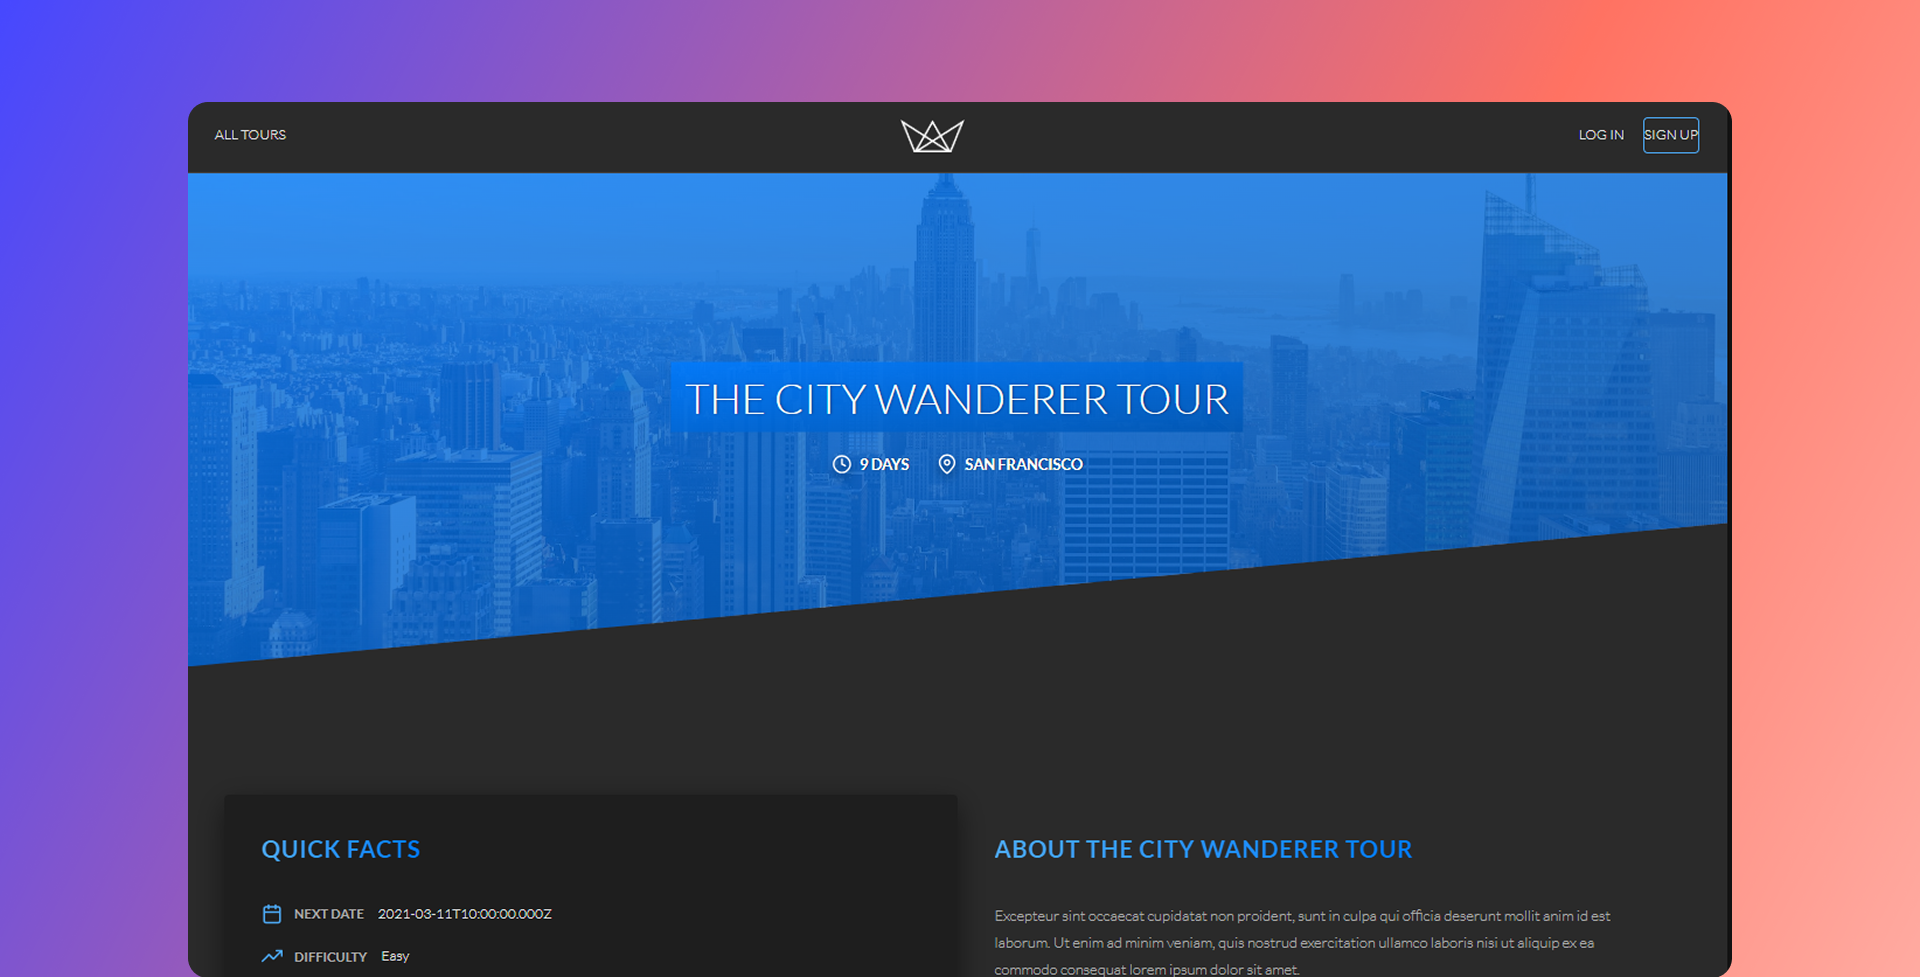 ALL TOURS
LOG IN
SIGN UP
THE CITY WANDERER TOUR
9 DAYS
SAN FRANCISCO
QUICK FACTS
NEXT DATE 2021-03-11T10:00:00.000Z
DIFFICULTY Easy
ABOUT THE CITY WANDERER TOUR
Excepteur sint occaecat cupidatat non proident, sunt in culpa qui officia deserunt mollit anim id est
laborum. Ut enim ad minim veniam, quis nostrud exercitation ullamco laboris nisi ut aliquip ex ea
commodo consequat lorem ipsum dolor sit amet.